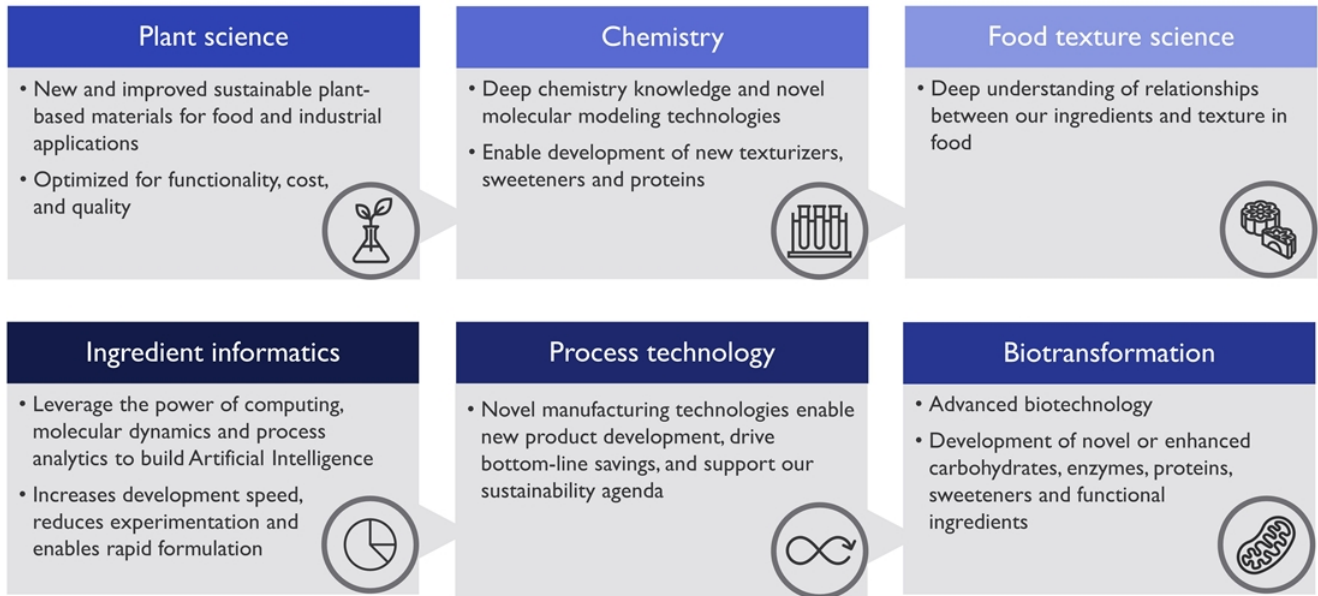 Plant science
• New and improved sustainable plant-
based materials for food and industrial
applications
• Optimized for functionality, cost,
and quality
Chemistry
• Deep chemistry knowledge and novel
molecular modeling technologies
• Enable development of new texturizers,
sweeteners and proteins
Food texture science
• Deep understanding of relationships
between our ingredients and texture in
food
Ingredient informatics
• Leverage the power of computing,
molecular dynamics and process
analytics to build Artificial Intelligence
• Increases development speed,
reduces experimentation and
enables rapid formulation
Process technology
• Novel manufacturing technologies enable
new product development, drive
bottom-line savings, and support our
sustainability agenda
Biotransformation
• Advanced biotechnology
• Development of novel or enhanced
carbohydrates, enzymes, proteins,
sweeteners and functional
ingredients